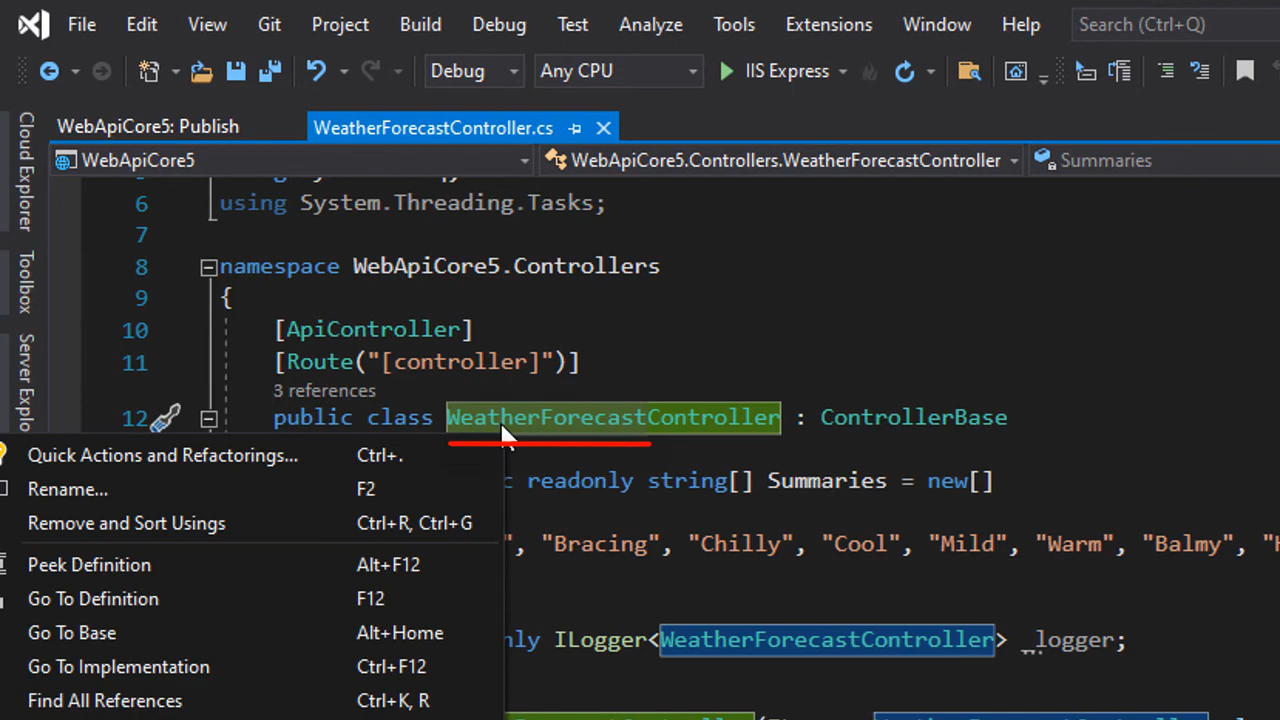 File Edit View Git Project Build Debug Test Analyze Tools Extensions Window Help Search (Ctrl+Q)
Debug Any CPU IIS Express
WebApiCore5: Publish WeatherForecastController.cs
WebApiCore5 WebApiCore5.Controllers.WeatherForecastController Summaries
Cloud Explorer
Toolbox
Server Explo
6 using System.Threading.Tasks;
7
8 namespace WebApiCore5.Controllers
9 {
10 [ApiController]
11 [Route("[controller]")]
3 references
12 public class WeatherForecastController : ControllerBase
Quick Actions and Refactorings... Ctrl+.
Rename... F2
Remove and Sort Usings Ctrl+R, Ctrl+G
Peek Definition Alt+F12
Go To Definition F12
Go To Base Alt+Home
Go To Implementation Ctrl+F12
Find All References Ctrl+K, R
c readonly string[] Summaries = new[]
", "Bracing", "Chilly", "Cool", "Mild", "Warm", "Balmy", "H
nly ILogger<WeatherForecastController> _logger;